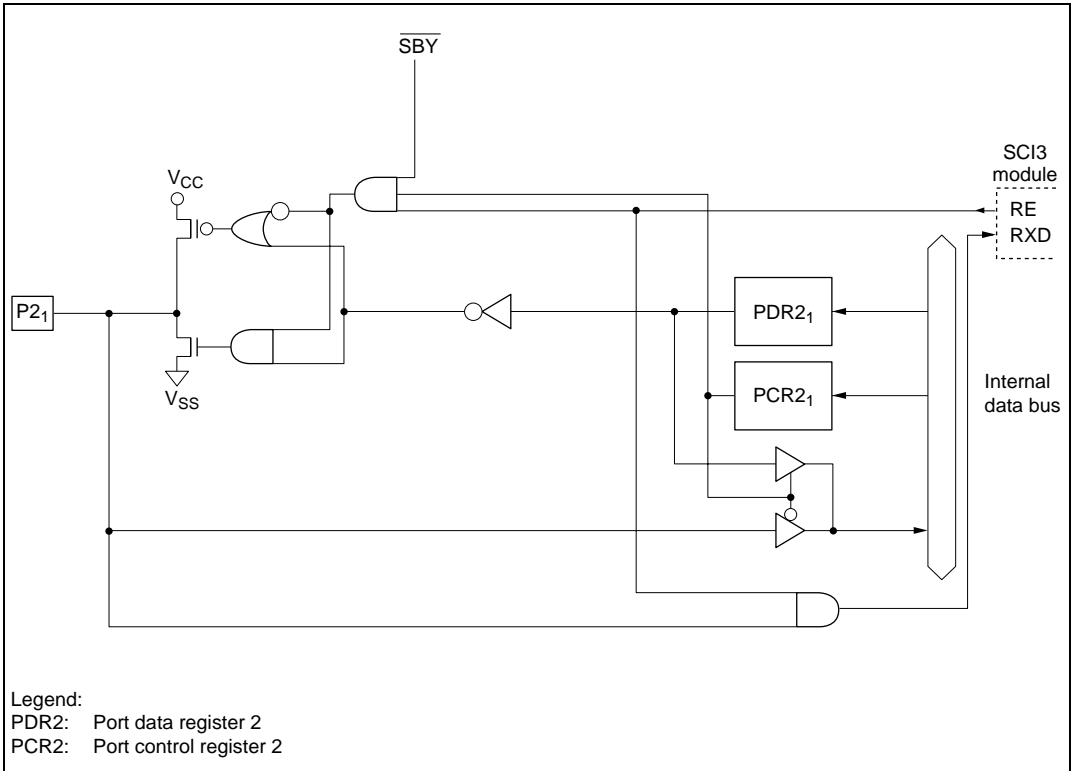 SBY
SCI3
module
VCC
RE
RXD
P21
PDR21
VSS
PCR21
Internal
data bus
Legend:
PDR2: Port data register 2
PCR2: Port control register 2